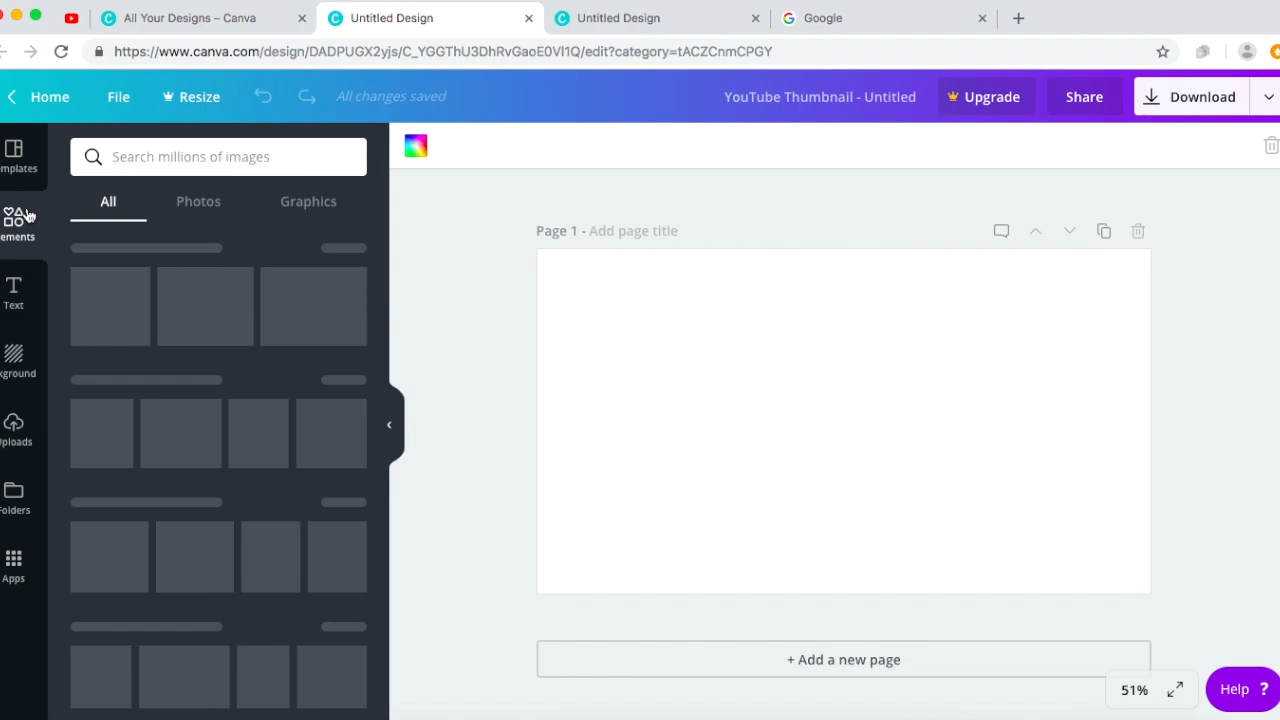 All Your Designs – Canva
Untitled Design
Untitled Design
Google
https://www.canva.com/design/DADPUGX2yjs/C_YGGThU3DhRvGaoE0Vl1Q/edit?category=tACZCnmCPGY
Home
File
Resize
All changes saved
YouTube Thumbnail - Untitled
Upgrade
Share
Download
Search millions of images
All
Photos
Graphics
mplates
ements
Text
kground
Uploads
Folders
Apps
Page 1 - Add page title
+ Add a new page
51%
Help ?